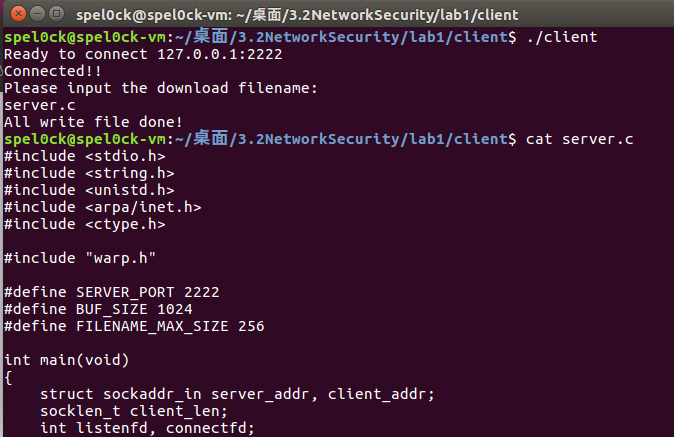 spel0ck@spel0ck-vm: ~/桌面/3.2NetworkSecurity/lab1/client
spel0ck@spel0ck-vm:~/桌面/3.2NetworkSecurity/lab1/client$ ./client
Ready to connect 127.0.0.1:2222
Connected!!
Please input the download filename:
server.c
All write file done!
spel0ck@spel0ck-vm:~/桌面/3.2NetworkSecurity/lab1/client$ cat server.c
#include <stdio.h>
#include <string.h>
#include <unistd.h>
#include <arpa/inet.h>
#include <ctype.h>

#include "warp.h"

#define SERVER_PORT 2222
#define BUF_SIZE 1024
#define FILENAME_MAX_SIZE 256

int main(void)
{
    struct sockaddr_in server_addr, client_addr;
    socklen_t client_len;
    int listenfd, connectfd;